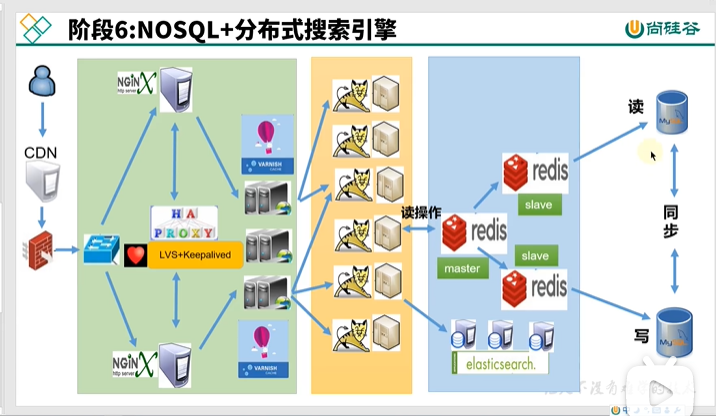 阶段6:NOSQL+分布式搜索引擎
尚硅谷
CDN
NGiNX
http server
VARNISH
HA
PROXY
LVS+Keepalived
NGiNX
http server
VARNISH
读操作
redis
slave
redis
master
slave
redis
elasticsearch.
读
MySQL
同步
写
MySQL